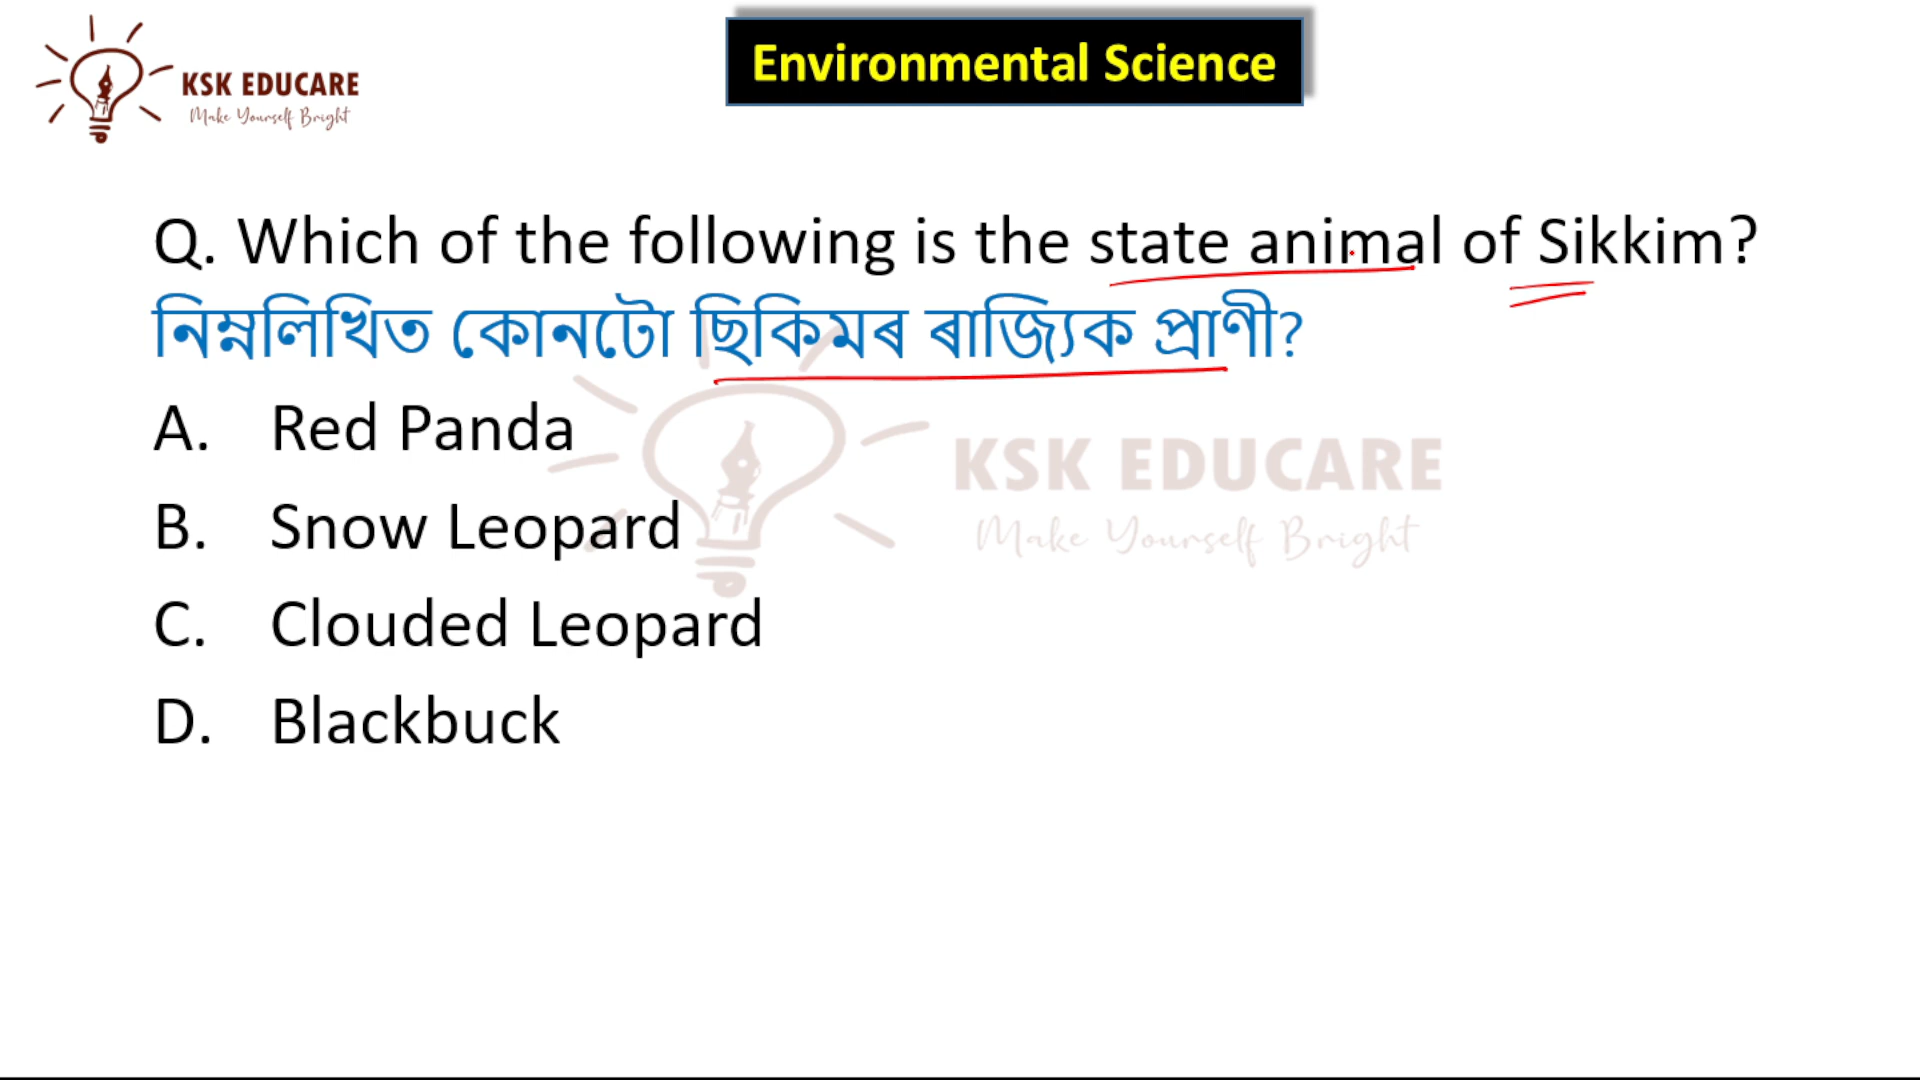 KSK EDUCARE
Make Yourself Bright
Environmental Science
Q. Which of the following is the state animal of Sikkim?
নিম্নলিখিত কোনটো ছিকিমৰ ৰাজ্যিক প্ৰাণী?
A. Red Panda
B. Snow Leopard
C. Clouded Leopard
D. Blackbuck
KSK EDUCARE
Make Yourself Bright